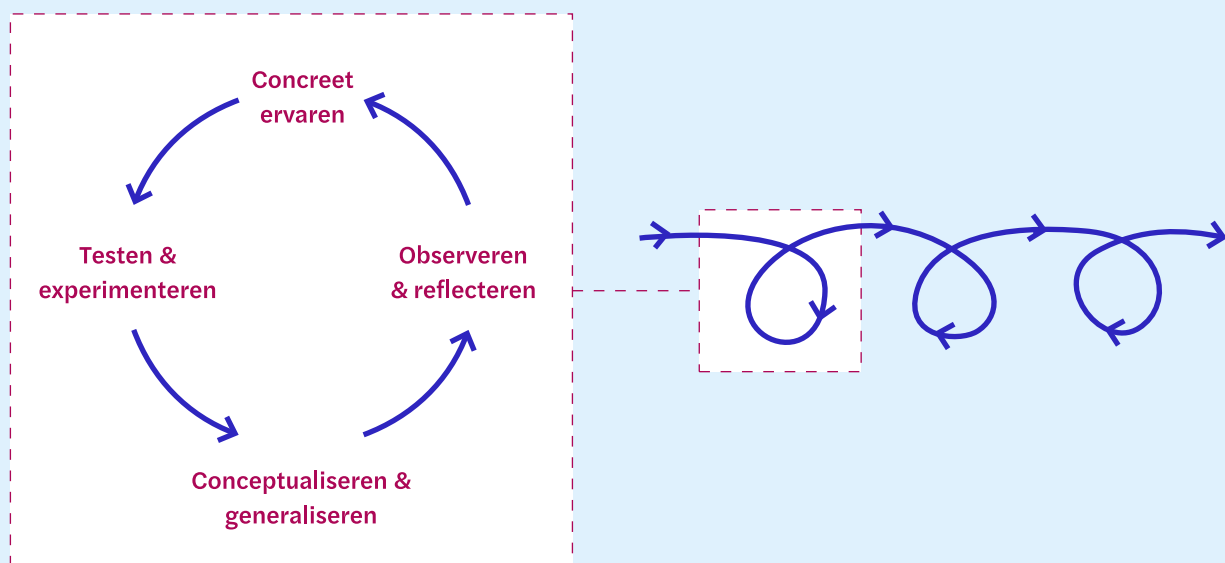 Concreet
ervaren
Testen &
experimenteren
Observeren
& reflecteren
Conceptualiseren &
generaliseren